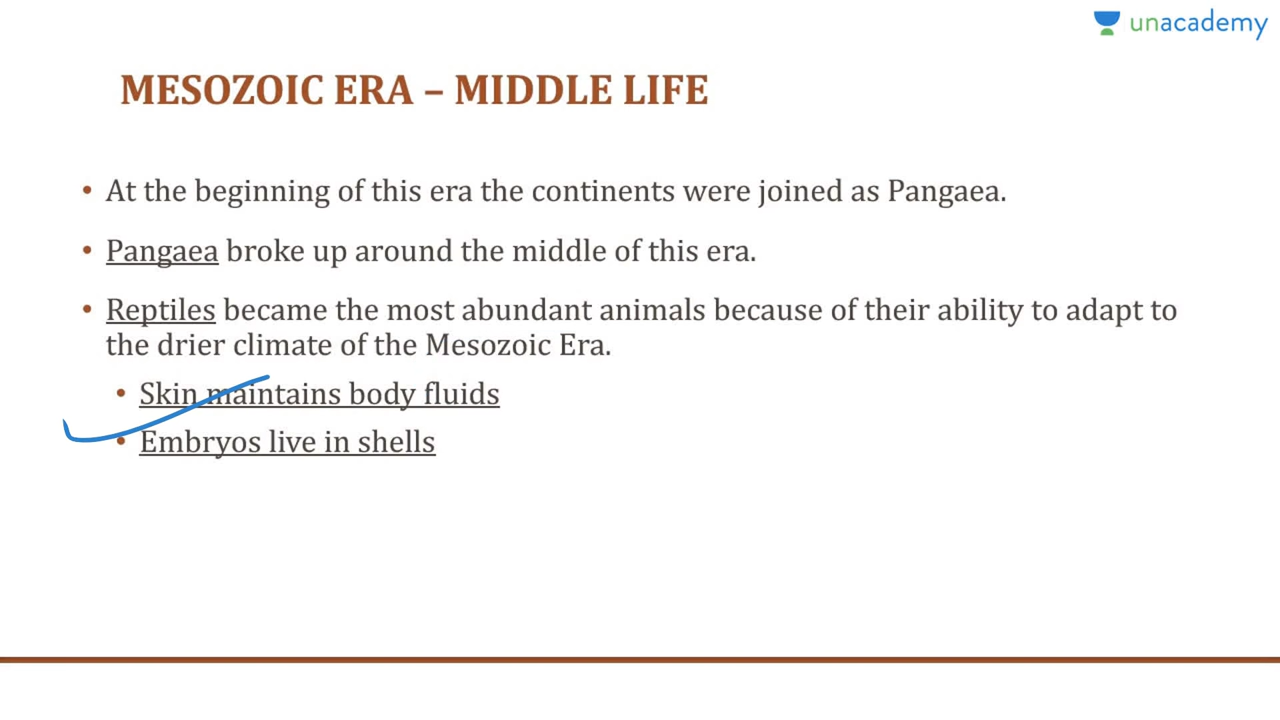 unacademy
MESOZOIC ERA – MIDDLE LIFE
• At the beginning of this era the continents were joined as Pangaea.
• Pangaea broke up around the middle of this era.
• Reptiles became the most abundant animals because of their ability to adapt to
the drier climate of the Mesozoic Era.
• Skin maintains body fluids
• Embryos live in shells